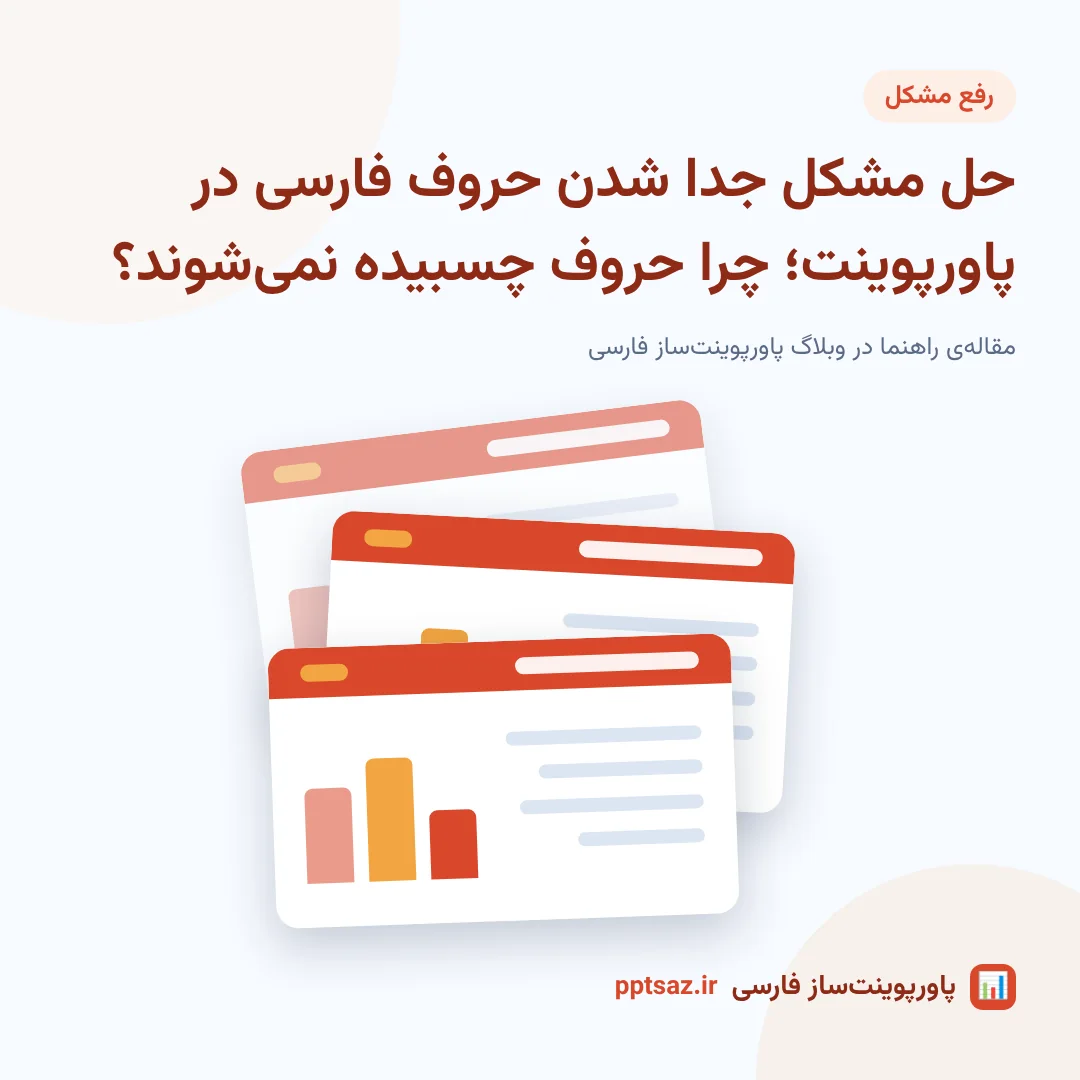 رفع مشکل
حل مشکل جدا شدن حروف فارسی در
پاورپوینت؛ چرا حروف چسبیده نمی‌شوند؟
مقاله‌ی راهنما در وبلاگ پاورپوینت‌ساز فارسی
پاورپوینت‌ساز فارسی pptsaz.ir